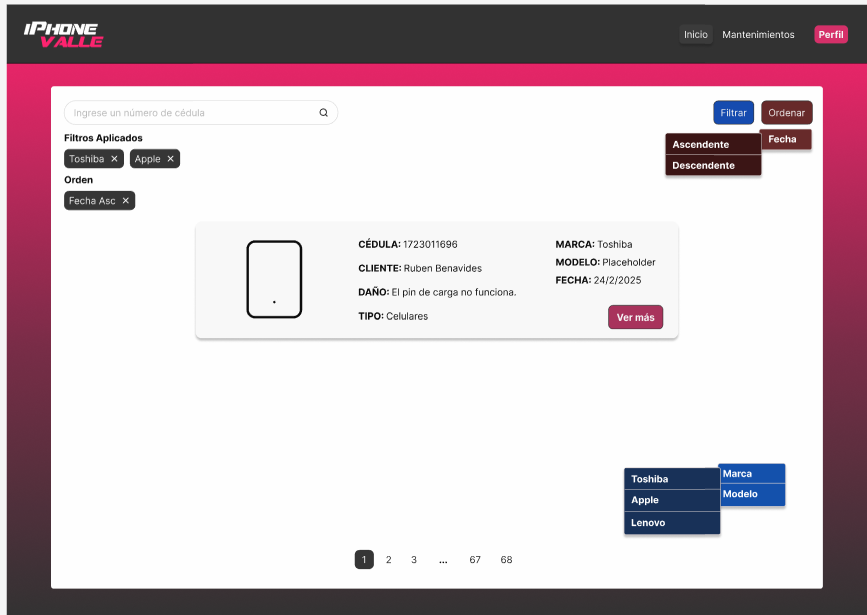 iPHONE
VALLE
Inicio Mantenimientos Perfil
Ingrese un número de cédula
Filtrar Ordenar
Filtros Aplicados
Toshiba ✕ Apple ✕
Orden
Fecha Asc ✕
Fecha
Ascendente
Descendente
CÉDULA: 1723011696
CLIENTE: Ruben Benavides
DAÑO: El pin de carga no funciona.
TIPO: Celulares
MARCA: Toshiba
MODELO: Placeholder
FECHA: 24/2/2025
Ver más
Marca
Modelo
Toshiba
Apple
Lenovo
1 2 3 ... 67 68